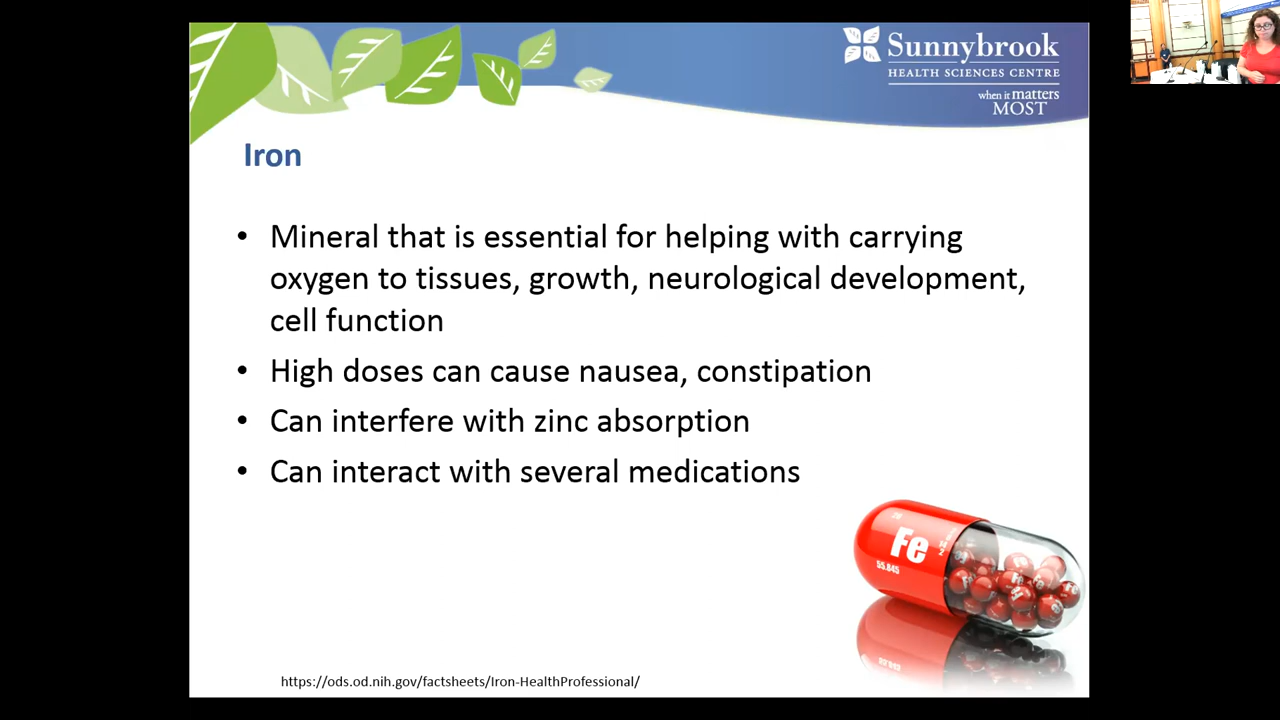 Sunnybrook
HEALTH SCIENCES CENTRE
when it matters
MOST
Iron
• Mineral that is essential for helping with carrying
oxygen to tissues, growth, neurological development,
cell function
• High doses can cause nausea, constipation
• Can interfere with zinc absorption
• Can interact with several medications
Fe
55.845
https://ods.od.nih.gov/factsheets/Iron-HealthProfessional/